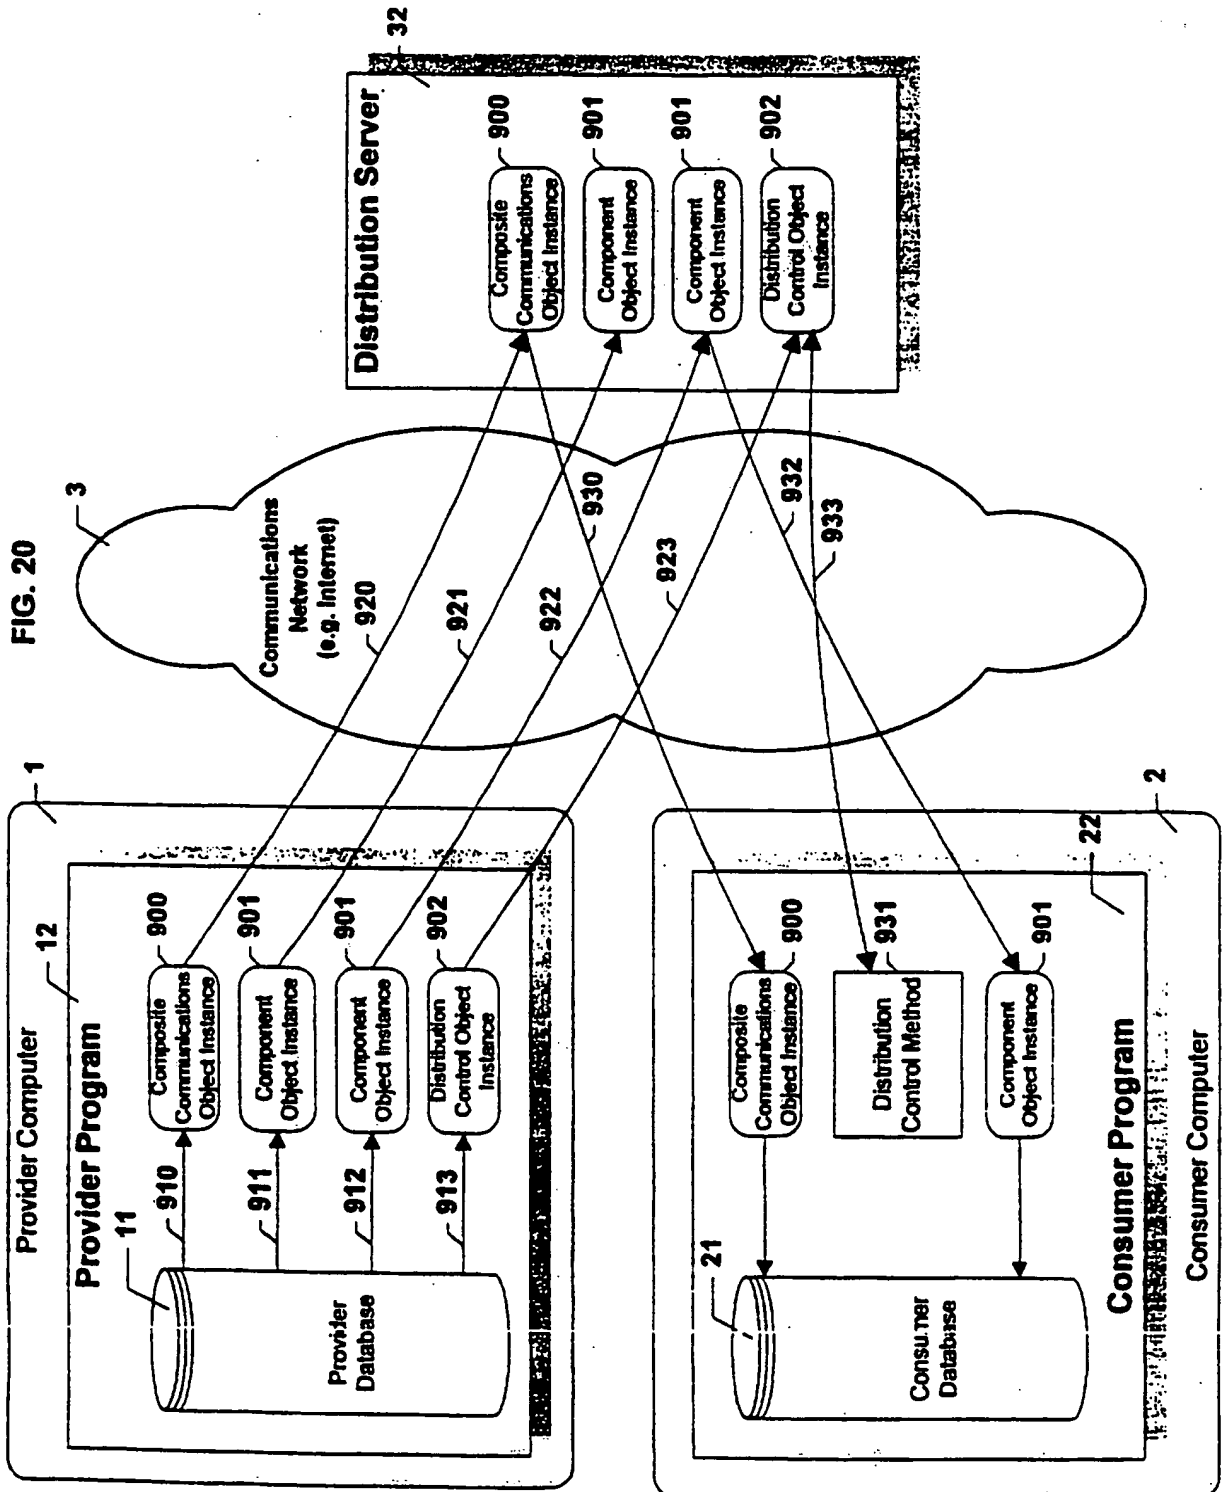 FIG. 20
Provider Computer
1
12
Provider Program
11
Provider
Database
910
911
912
913
Composite
Communications
Object Instance
900
Component
Object Instance
901
Component
Object Instance
901
Distribution
Control Object
Instance
902
3
Communications
Network
(e.g. Internet)
920
921
922
923
930
932
933
Distribution Server
32
Composite
Communications
Object Instance
900
Component
Object Instance
901
Component
Object Instance
901
Distribution
Control Object
Instance
902
21
Consumer
Database
Composite
Communications
Object Instance
900
Distribution
Control Method
931
Component
Object Instance
901
Consumer Program
22
Consumer Computer
2